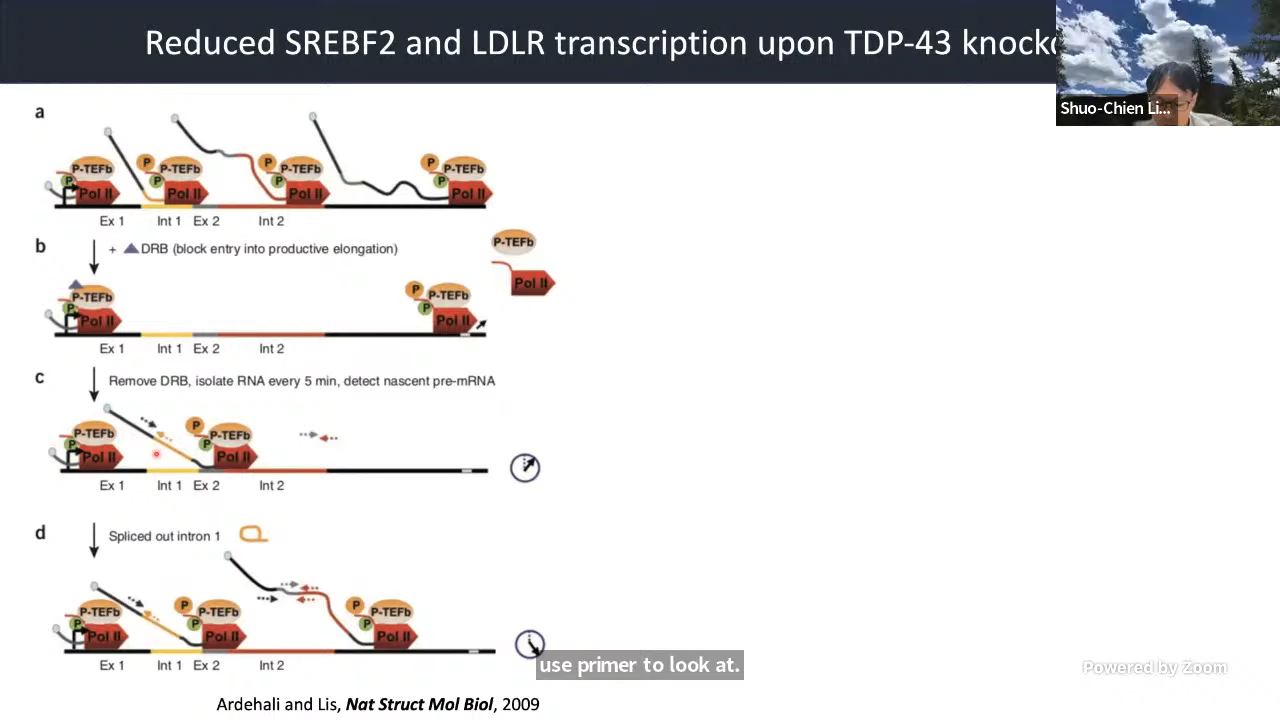 Reduced SREBF2 and LDLR transcription upon TDP-43
Shuo-Chien Li...
a
P-TEFb P P-TEFb P P-TEFb P P-TEFb
P Pol II P Pol II P Pol II P Pol II
Ex 1 Int 1 Ex 2 Int 2
b
+ DRB (block entry into productive elongation)
P-TEFb
Pol II
P-TEFb P P-TEFb
P Pol II P Pol II
Ex 1 Int 1 Ex 2 Int 2
c
Remove DRB, isolate RNA every 5 min, detect nascent pre-mRNA
P-TEFb P P-TEFb
P Pol II P Pol II
Ex 1 Int 1 Ex 2 Int 2
d
Spliced out intron 1
P-TEFb P P-TEFb P P-TEFb
P Pol II P Pol II P Pol II
Ex 1 Int 1 Ex 2 Int 2
use primer to look at.
Powered by Zoom
Ardehali and Lis, Nat Struct Mol Biol, 2009